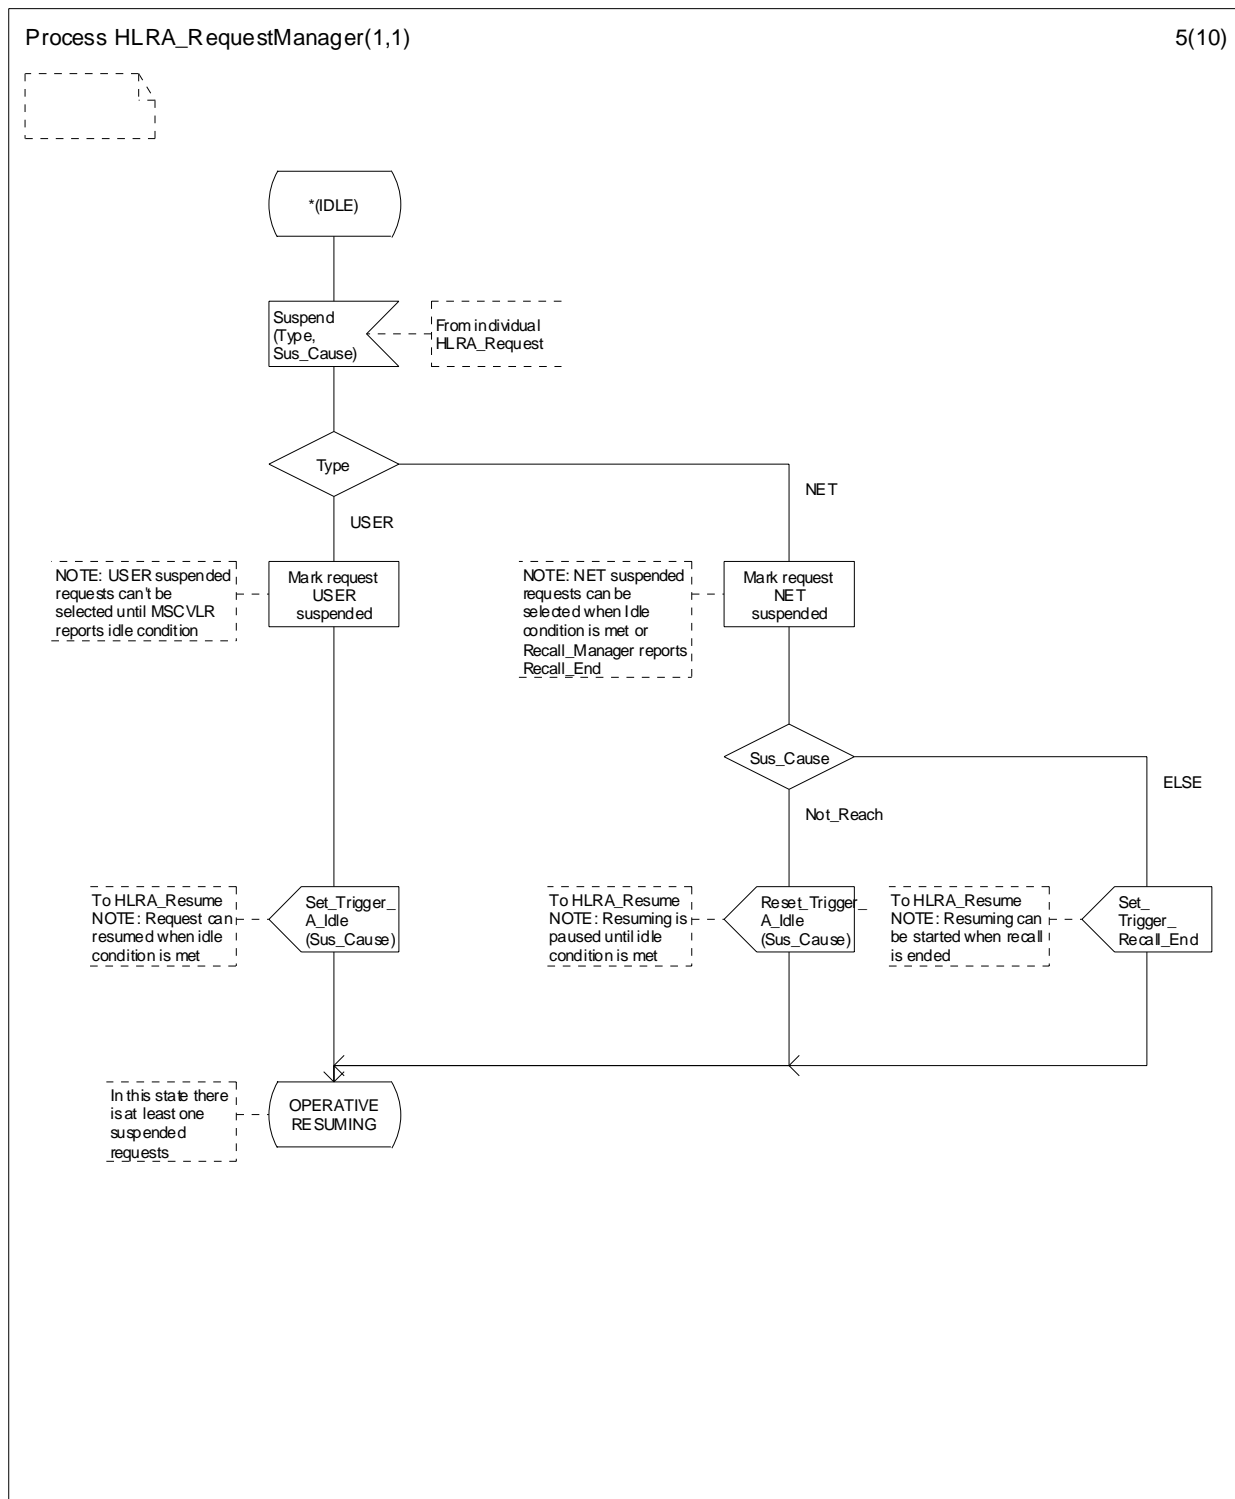 Process HLRA_RequestManager(1,1)
5(10)
*(IDLE)
Suspend
(Type,
Sus_Cause)
From individual
HLRA_Request
Type
NET
USER
NOTE: USER suspended
requests can't be
selected until MSCVLR
reports idle condition
Mark request
USER
suspended
NOTE: NET suspended
requests can be
selected when Idle
condition is met or
Recall_Manager reports
Recall_End
Mark request
NET
suspended
Sus_Cause
ELSE
Not_Reach
To HLRA_Resume
NOTE: Request can
resumed when idle
condition is met
Set_Trigger_
A_Idle
(Sus_Cause)
To HLRA_Resume
NOTE: Resuming is
paused until idle
condition is met
Reset_Trigger_
A_Idle
(Sus_Cause)
To HLRA_Resume
NOTE: Resuming can
be started when recall
is ended
Set_
Trigger_
Recall_End
In this state there
is at least one
suspended
requests
OPERATIVE
RESUMING